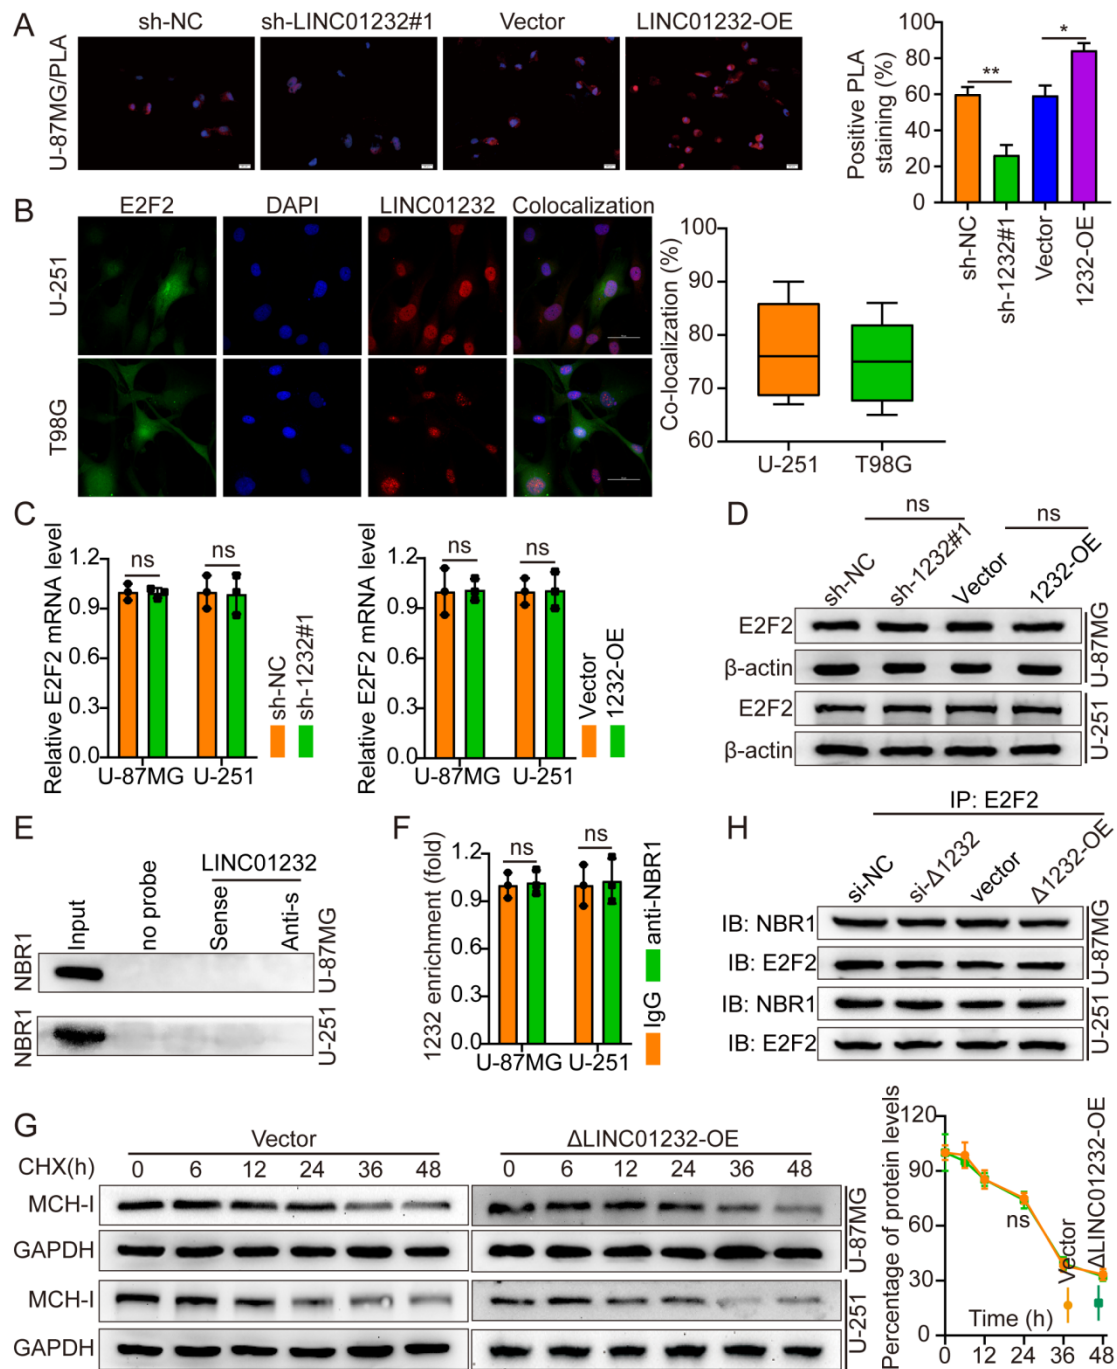 A
sh-NC
sh-LINC01232#1
Vector
LINC01232-OE
U-87MG/PLA
Positive PLA
staining (%)
100
80
60
40
20
0
**
*
sh-NC
sh-1232#1
Vector
1232-OE
B
E2F2
DAPI
LINC01232
Colocalization
U-251
T98G
Co-localization (%)
100
90
80
70
60
U-251
T98G
C
Relative E2F2 mRNA level
1.2
0.9
0.6
0.3
0.0
ns
ns
U-87MG
U-251
sh-NC
sh-1232#1
Relative E2F2 mRNA level
1.2
0.9
0.6
0.3
0.0
ns
ns
U-87MG
U-251
Vector
1232-OE
D
ns
ns
sh-NC
sh-1232#1
Vector
1232-OE
E2F2
β-actin
U-87MG
E2F2
β-actin
U-251
E
LINC01232
Input
no probe
Sense
Anti-s
NBR1
U-87MG
NBR1
U-251
F
1232 enrichment (fold)
1.2
0.9
0.6
0.3
0.0
ns
ns
U-87MG
U-251
IgG
anti-NBR1
H
IP: E2F2
si-NC
si-Δ1232
vector
Δ1232-OE
IB: NBR1
IB: E2F2
U-87MG
IB: NBR1
IB: E2F2
U-251
G
Vector
ΔLINC01232-OE
CHX(h)
0 6 12 24 36 48
0 6 12 24 36 48
MCH-I
GAPDH
U-87MG
MCH-I
GAPDH
U-251
Percentage of protein levels
120
90
60
30
0
ns
Time (h)
0 12 24 36 48
Vector
ΔLINC01232-OE